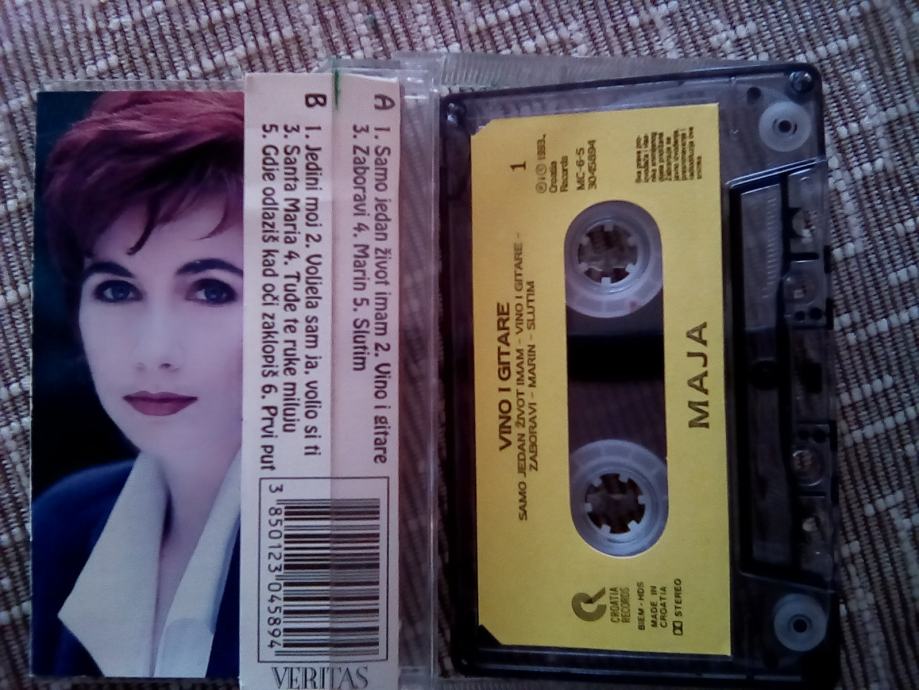 A 1. Samo jedan život imam 2. Vino i gitare
3. Zaboravi 4. Marin 5. Slutim
B 1. Jedini moj 2. Voljela sam ja, volio si ti
3. Santa Maria 4. Tuđe te ruke miluju
5. Gdje odlaziš kad oči zaklopiš 6. Prvi put
3 850123 045894
VERITAS
MAJA
VINO I GITARE
SAMO JEDAN ŽIVOT IMAM - VINO I GITARE -
ZABORAVI - MARIN - SLUTIM
1
℗ © 1993.
Croatia
Records
MC-6-S
3045894
CROATIA
RECORDS
BIEM - HDS
MADE IN
CROATIA
STEREO